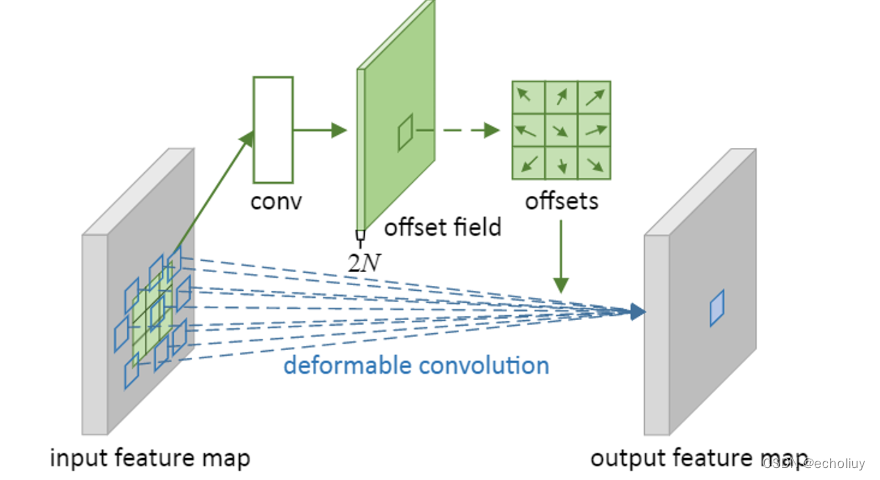 conv
offsets
offset field
2N
deformable convolution
input feature map
output feature map
CSDN @echoliuy